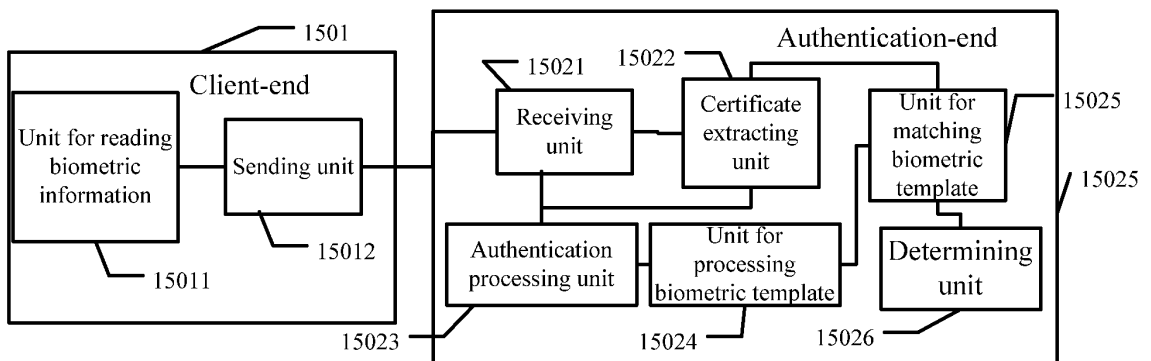 1501
Client-end
Unit for reading
biometric
information
Sending unit
15011
15012
Authentication-end
15021
15022
Receiving
unit
Certificate
extracting
unit
Unit for
matching
biometric
template
15025
15025
Authentication
processing unit
Unit for
processing
biometric template
Determining
unit
15023
15024
15026